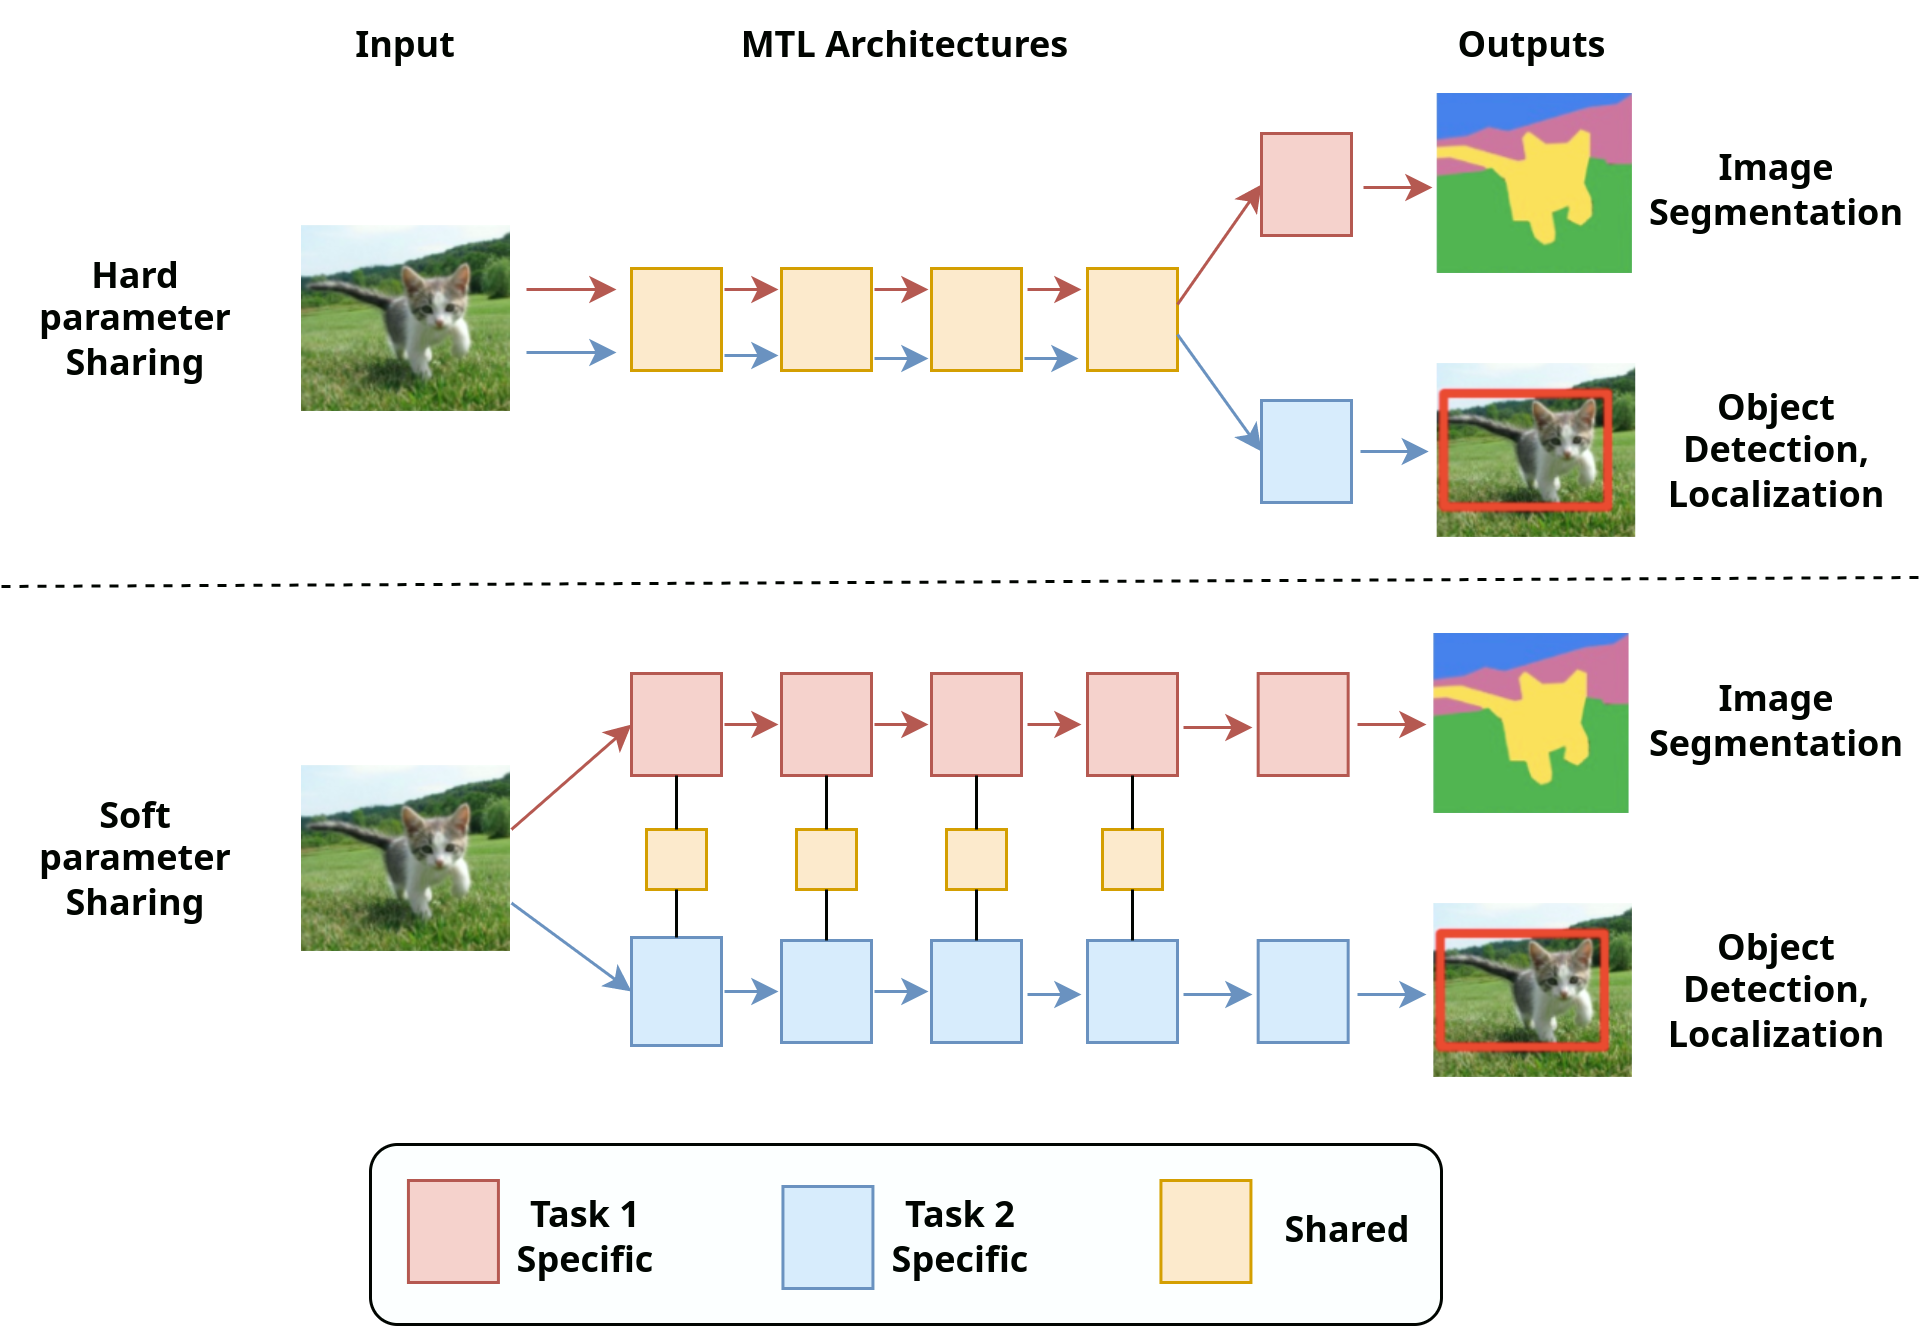 Input
MTL Architectures
Outputs
Hard
parameter
Sharing
Image
Segmentation
Object
Detection,
Localization
Soft
parameter
Sharing
Image
Segmentation
Object
Detection,
Localization
Task 1
Specific
Task 2
Specific
Shared